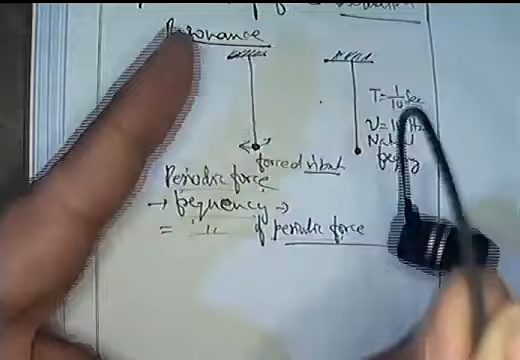 Resonance
T = 1/10 sec
ν = 10 Hz
Natural
forced vibrat
frequency
Periodic force
→ frequency →
= " of periodic force